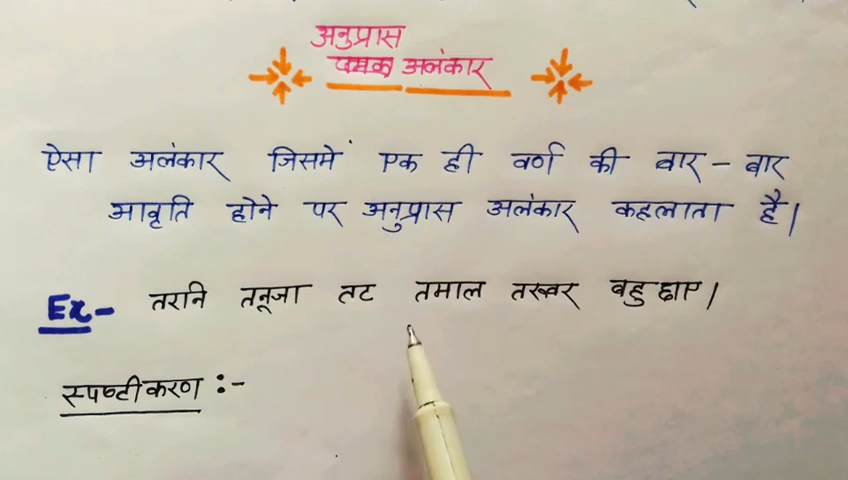 अनुप्रास
यमक अलंकार
ऐसा अलंकार जिसमें एक ही वर्ण की बार - बार
आवृति होने पर अनुप्रास अलंकार कहलाता है।
Ex- तरनि तनूजा तट तमाल तरुवर बहु छाए।
स्पष्टीकरण :-